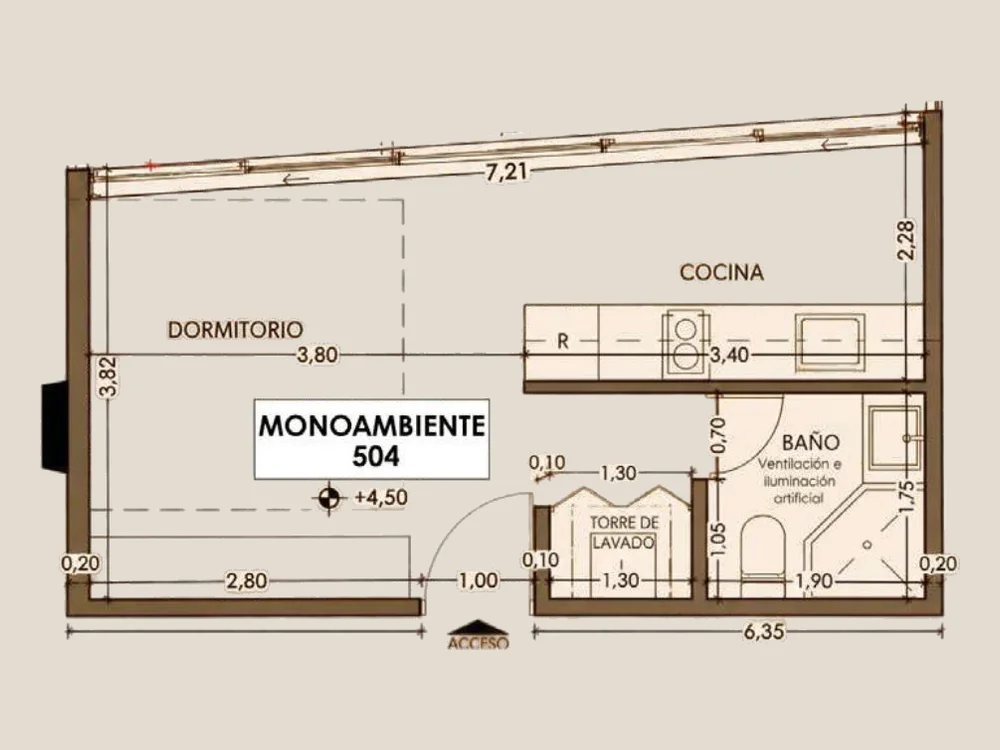 7,21
2,28
COCINA
DORMITORIO
R
3,80
3,40
3,82
MONOAMBIENTE
504
0,70
BAÑO
Ventilación e
iluminación
artificial
0,10
1,30
+4,50
1,75
TORRE DE
LAVADO
1,05
0,20
0,10
0,20
2,80
1,00
1,30
1,90
6,35
ACCESO